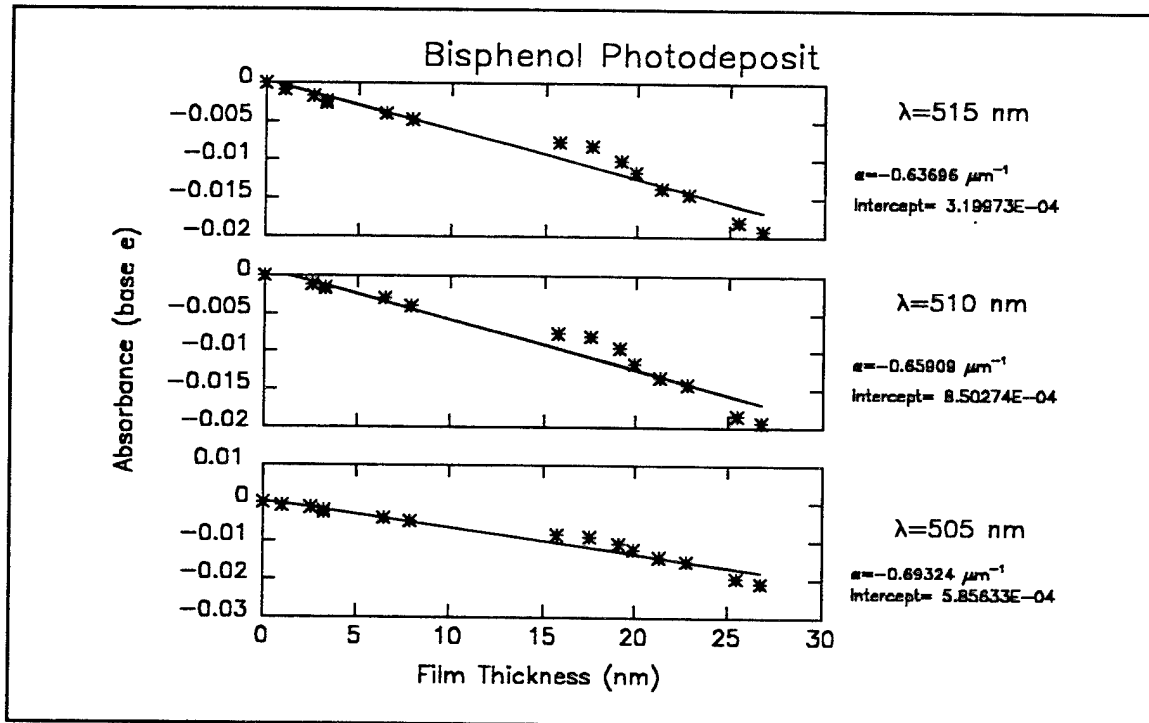 Bisphenol Photodeposit
0
−0.005
−0.01
−0.015
−0.02
λ=515 nm
α=−0.63696 μm⁻¹
Intercept= 3.19973E−04
0
−0.005
−0.01
−0.015
−0.02
λ=510 nm
α=−0.65909 μm⁻¹
Intercept= 8.50274E−04
0.01
0
−0.01
−0.02
−0.03
λ=505 nm
α=−0.69324 μm⁻¹
Intercept= 5.85633E−04
0 5 10 15 20 25 30
Film Thickness (nm)
Absorbance (base e)